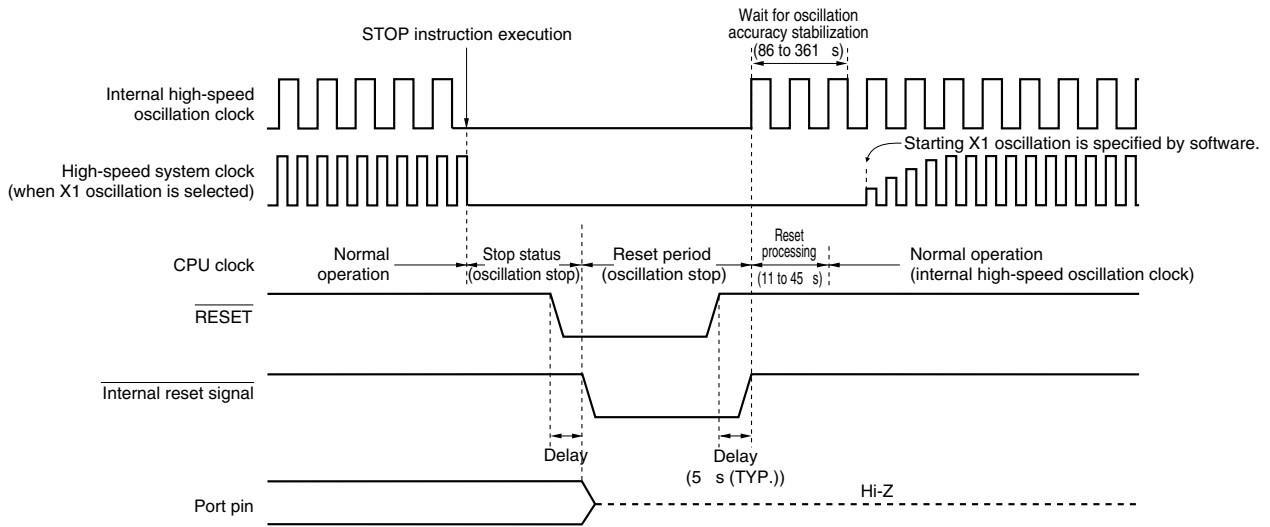 Wait for oscillation
accuracy stabilization
(86 to 361 s)
STOP instruction execution
Internal high-speed
oscillation clock
Starting X1 oscillation is specified by software.
High-speed system clock
(when X1 oscillation is selected)
CPU clock
Normal
operation
Stop status
(oscillation stop)
Reset period
(oscillation stop)
Reset
processing
(11 to 45 s)
Normal operation
(internal high-speed oscillation clock)
RESET
Internal reset signal
Delay
Delay
(5 s (TYP.))
Port pin
Hi-Z